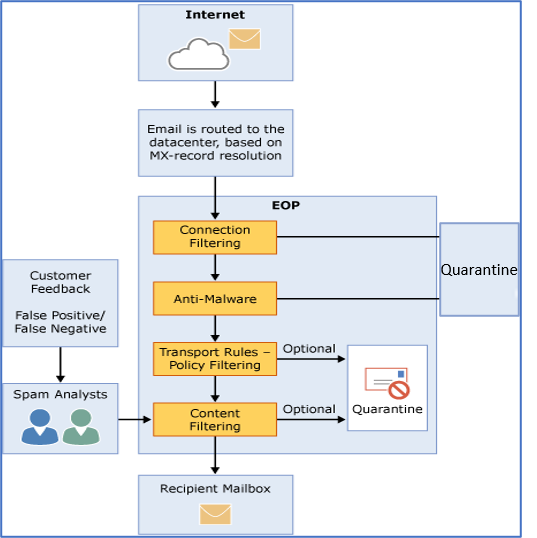 Internet
Email is routed to the
datacenter, based on
MX-record resolution
EOP
Connection
Filtering
Quarantine
Customer
Feedback
False Positive/
False Negative
Anti-Malware
Transport Rules –
Policy Filtering
Optional
Spam Analysts
Content
Filtering
Optional
Quarantine
Recipient Mailbox